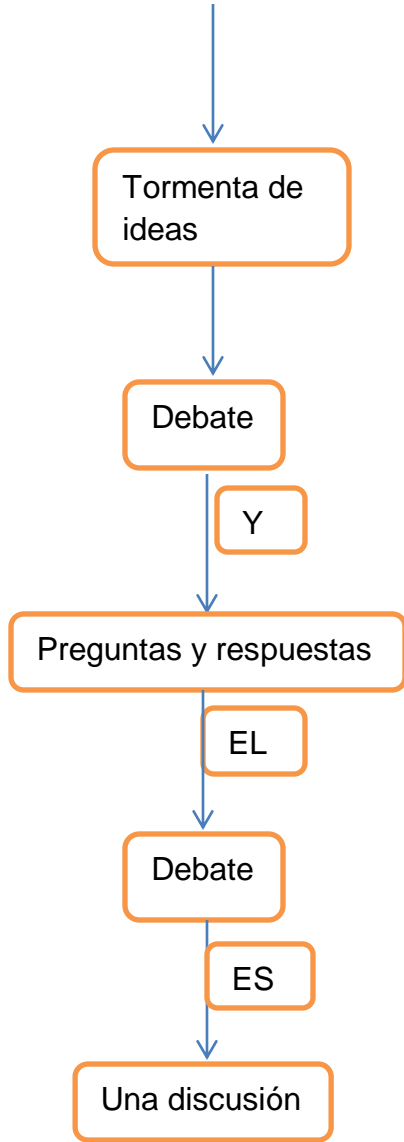 Tormenta de
ideas
Debate
Y
Preguntas y respuestas
EL
Debate
ES
Una discusión